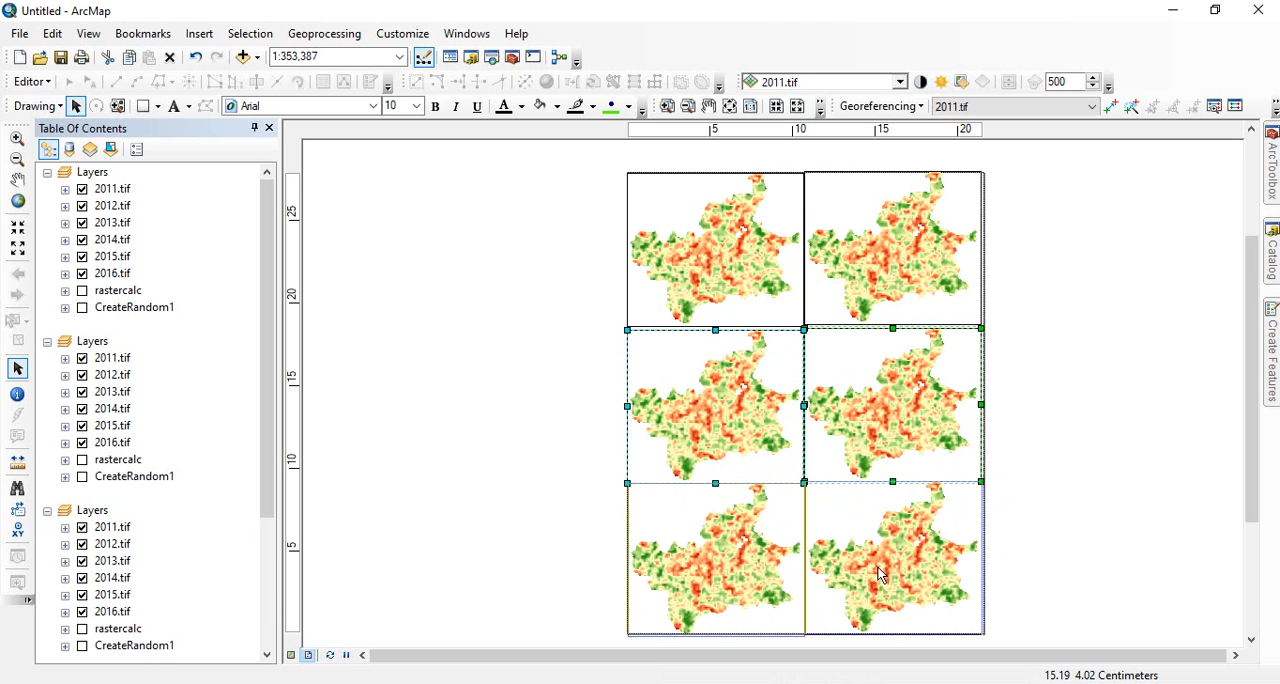 Untitled - ArcMap
File Edit View Bookmarks Insert Selection Geoprocessing Customize Windows Help
1:353,387
Editor 2011.tif 500
Drawing A Arial 10 B I U A Georeferencing 2011.tif
Table Of Contents
5 10 15 20
Layers
2011.tif
2012.tif
2013.tif
2014.tif
2015.tif
2016.tif
rastercalc
CreateRandom1
Layers
2011.tif
2012.tif
2013.tif
2014.tif
2015.tif
2016.tif
rastercalc
CreateRandom1
Layers
2011.tif
2012.tif
2013.tif
2014.tif
2015.tif
2016.tif
rastercalc
CreateRandom1
XY
25
20
15
10
5
ArcToolbox
Catalog
Create Features
15.19 4.02 Centimeters